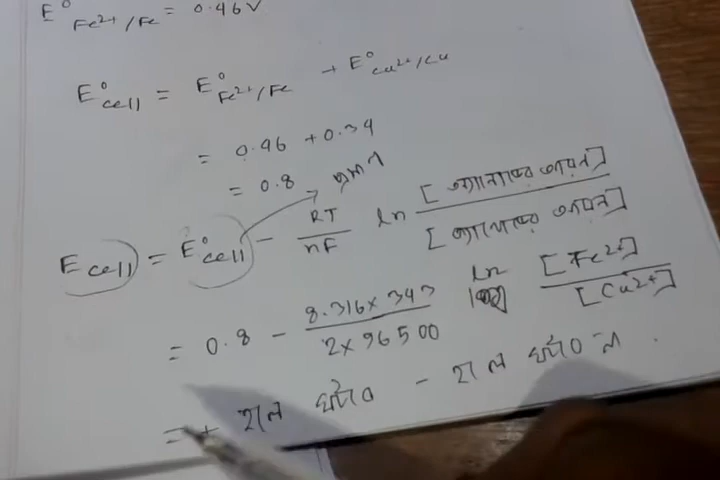 E° Fe²⁺/Fe = 0.46V
E°cell = E° Fe²⁺/Fe + E° Cu²⁺/Cu
= 0.46 + 0.34
= 0.8
Ecell = E°cell - RT/nF ln [অ্যানোডের আয়ন]/[ক্যাথোডের আয়ন]
= 0.8 - 8.316×343/2×96500 ln [Fe²⁺]/[Cu²⁺]
= +